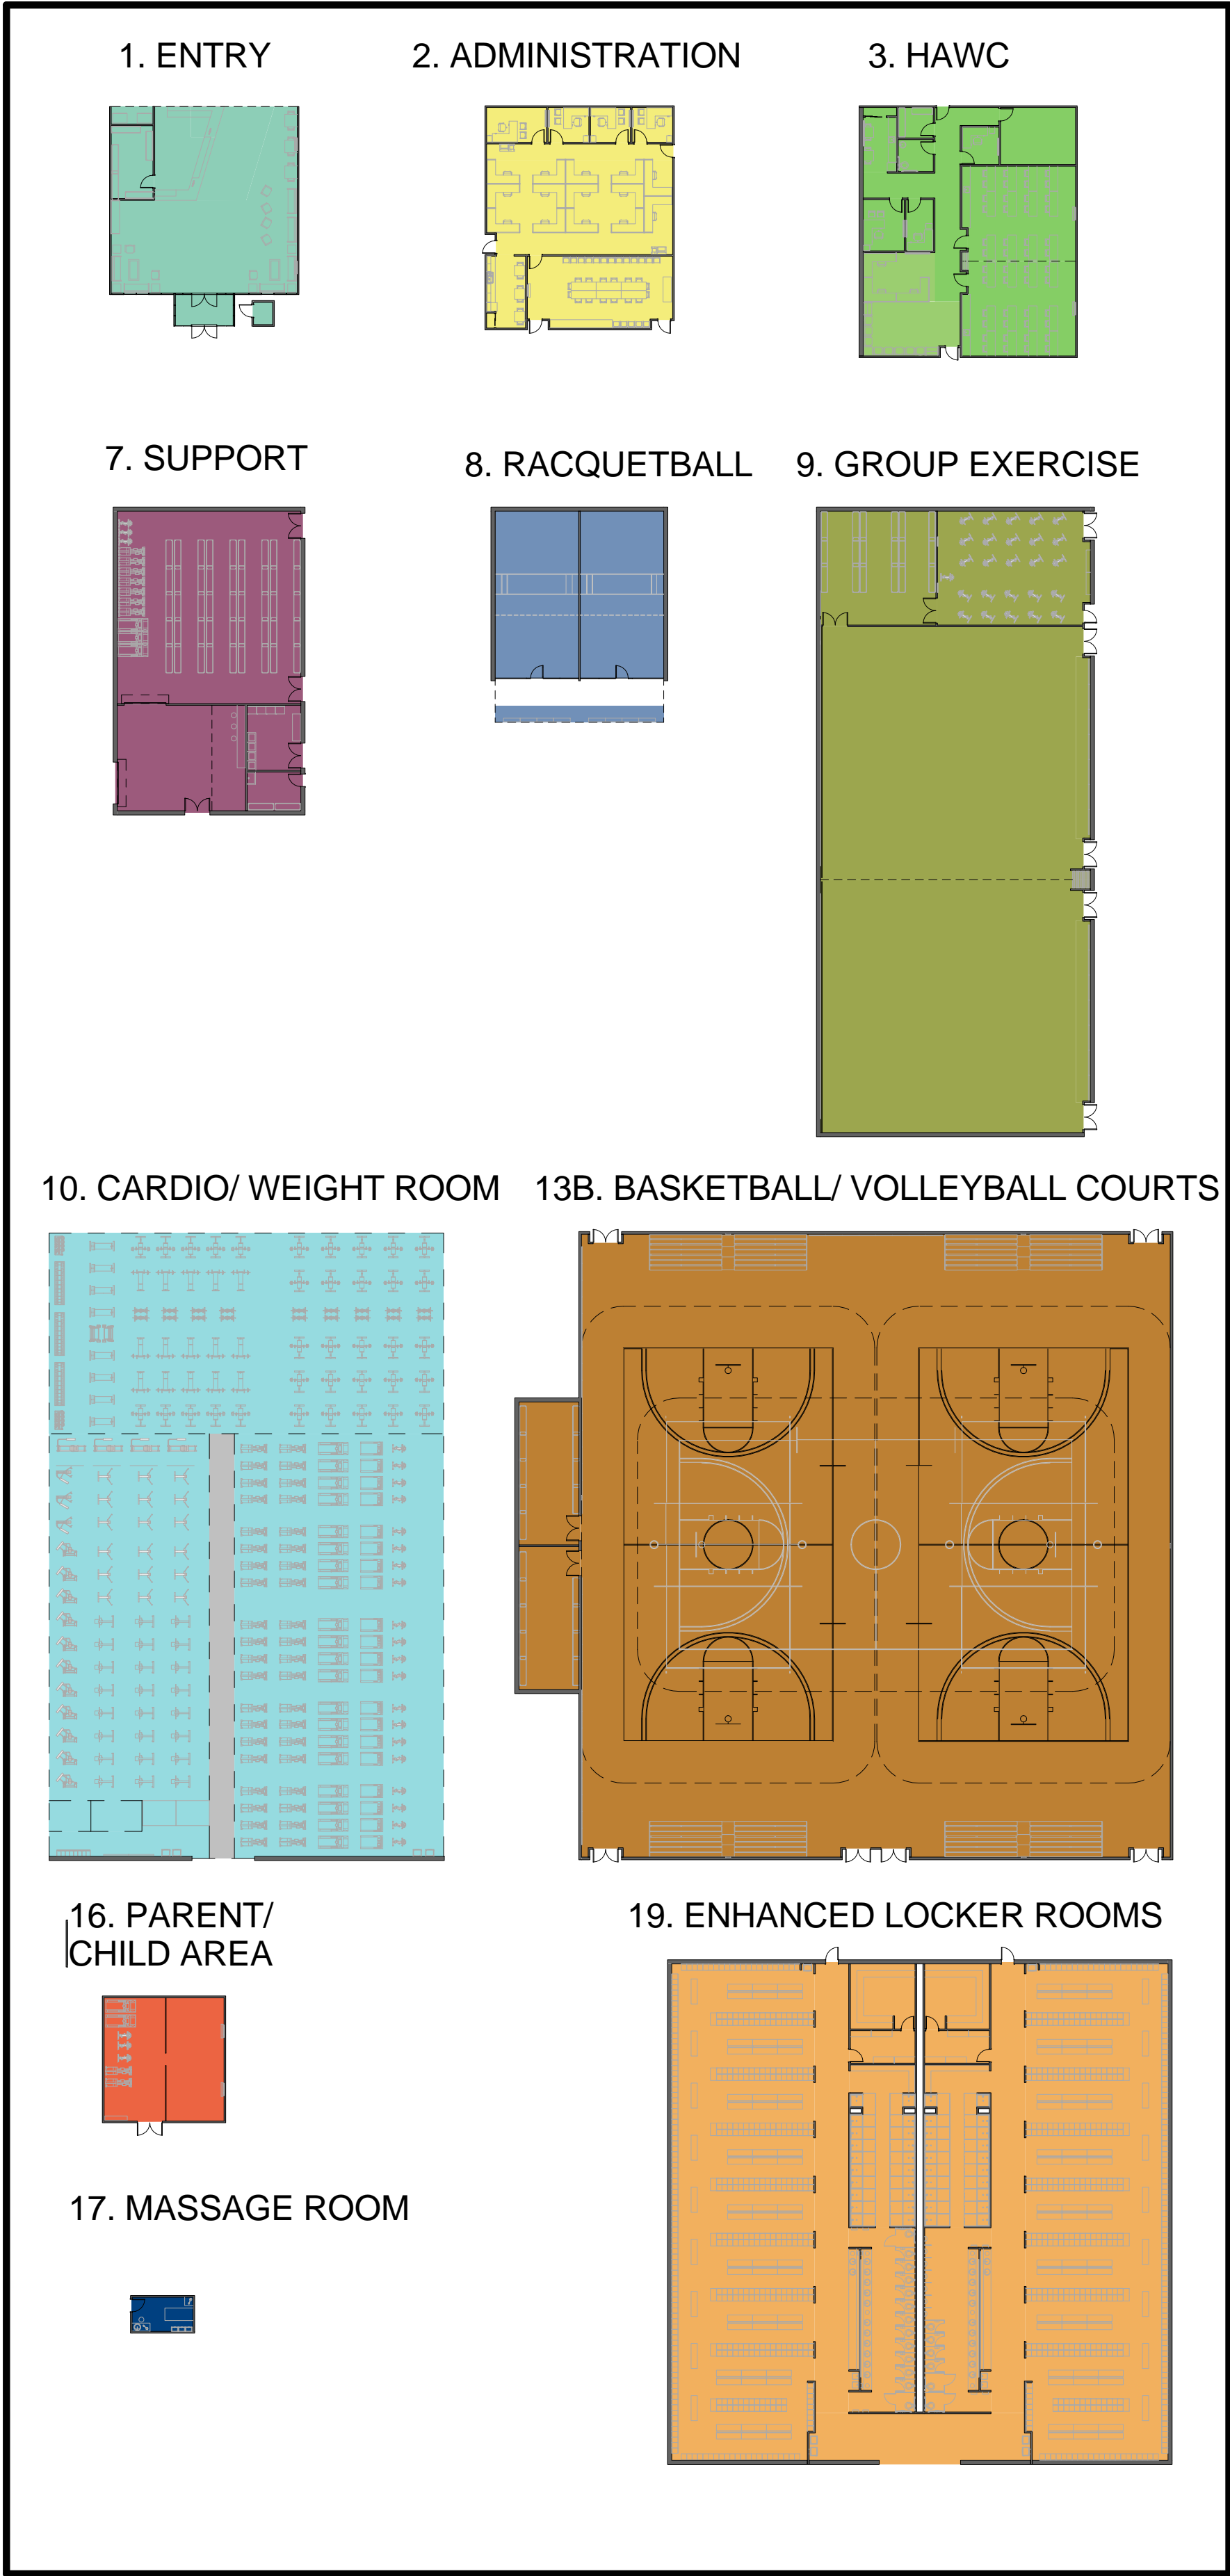 1. ENTRY
2. ADMINISTRATION
3. HAWC
7. SUPPORT
8. RACQUETBALL
9. GROUP EXERCISE
10. CARDIO/ WEIGHT ROOM
13B. BASKETBALL/ VOLLEYBALL COURTS
16. PARENT/
CHILD AREA
19. ENHANCED LOCKER ROOMS
17. MASSAGE ROOM